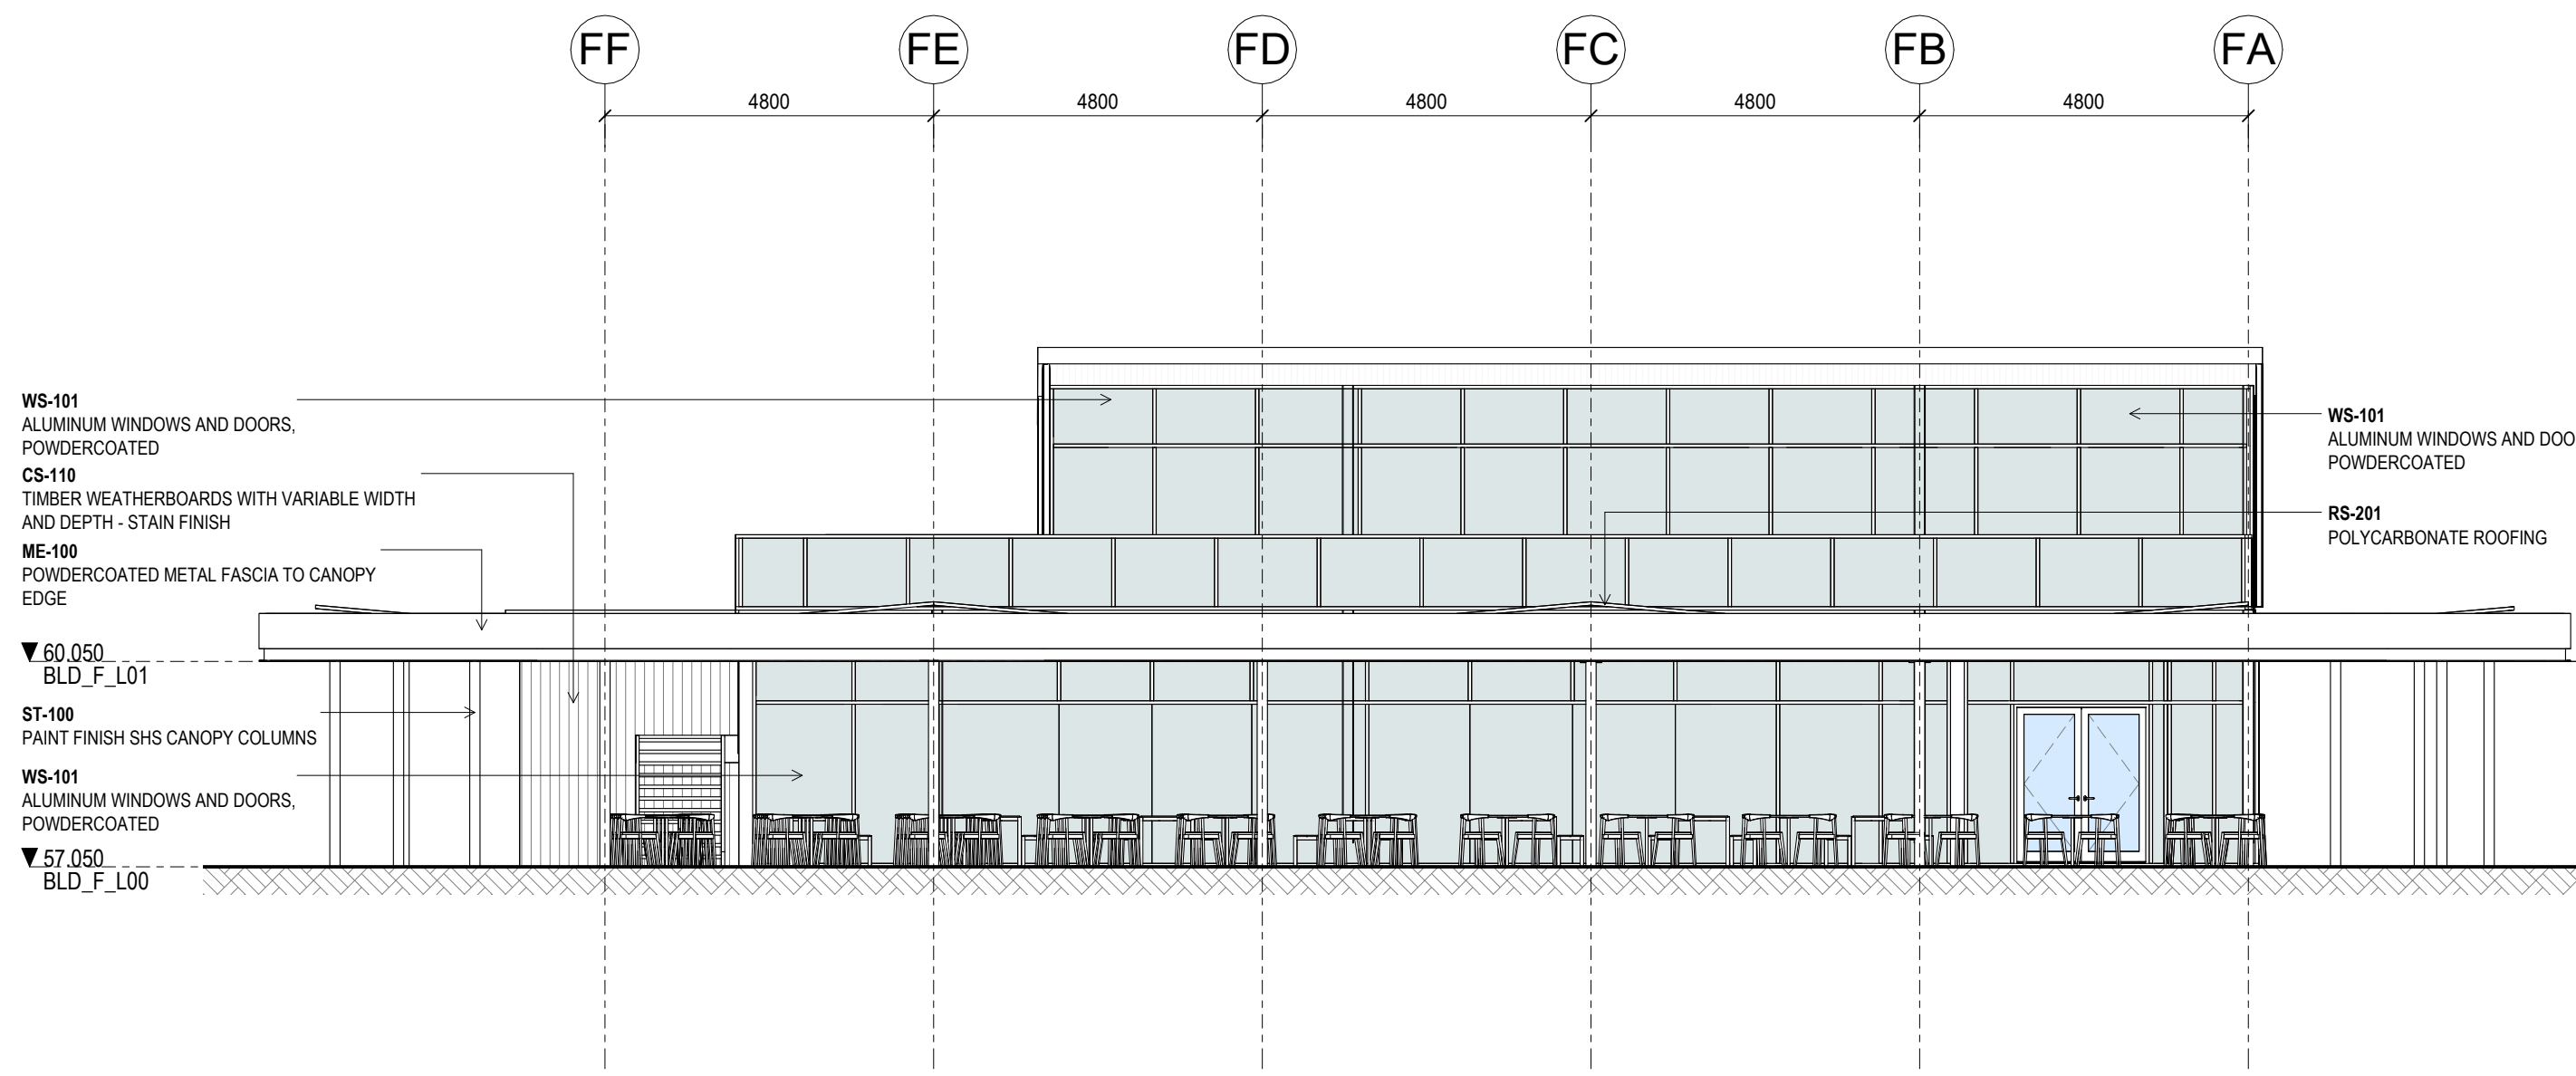 FF FE FD FC FB FA
4800 4800 4800 4800 4800
WS-101
ALUMINUM WINDOWS AND DOORS,
POWDERCOATED
CS-110
TIMBER WEATHERBOARDS WITH VARIABLE WIDTH
AND DEPTH - STAIN FINISH
ME-100
POWDERCOATED METAL FASCIA TO CANOPY
EDGE
60.050
BLD_F_L01
ST-100
PAINT FINISH SHS CANOPY COLUMNS
WS-101
ALUMINUM WINDOWS AND DOORS,
POWDERCOATED
57.050
BLD_F_L00
WS-101
ALUMINUM WINDOWS AND DOO
POWDERCOATED
RS-201
POLYCARBONATE ROOFING